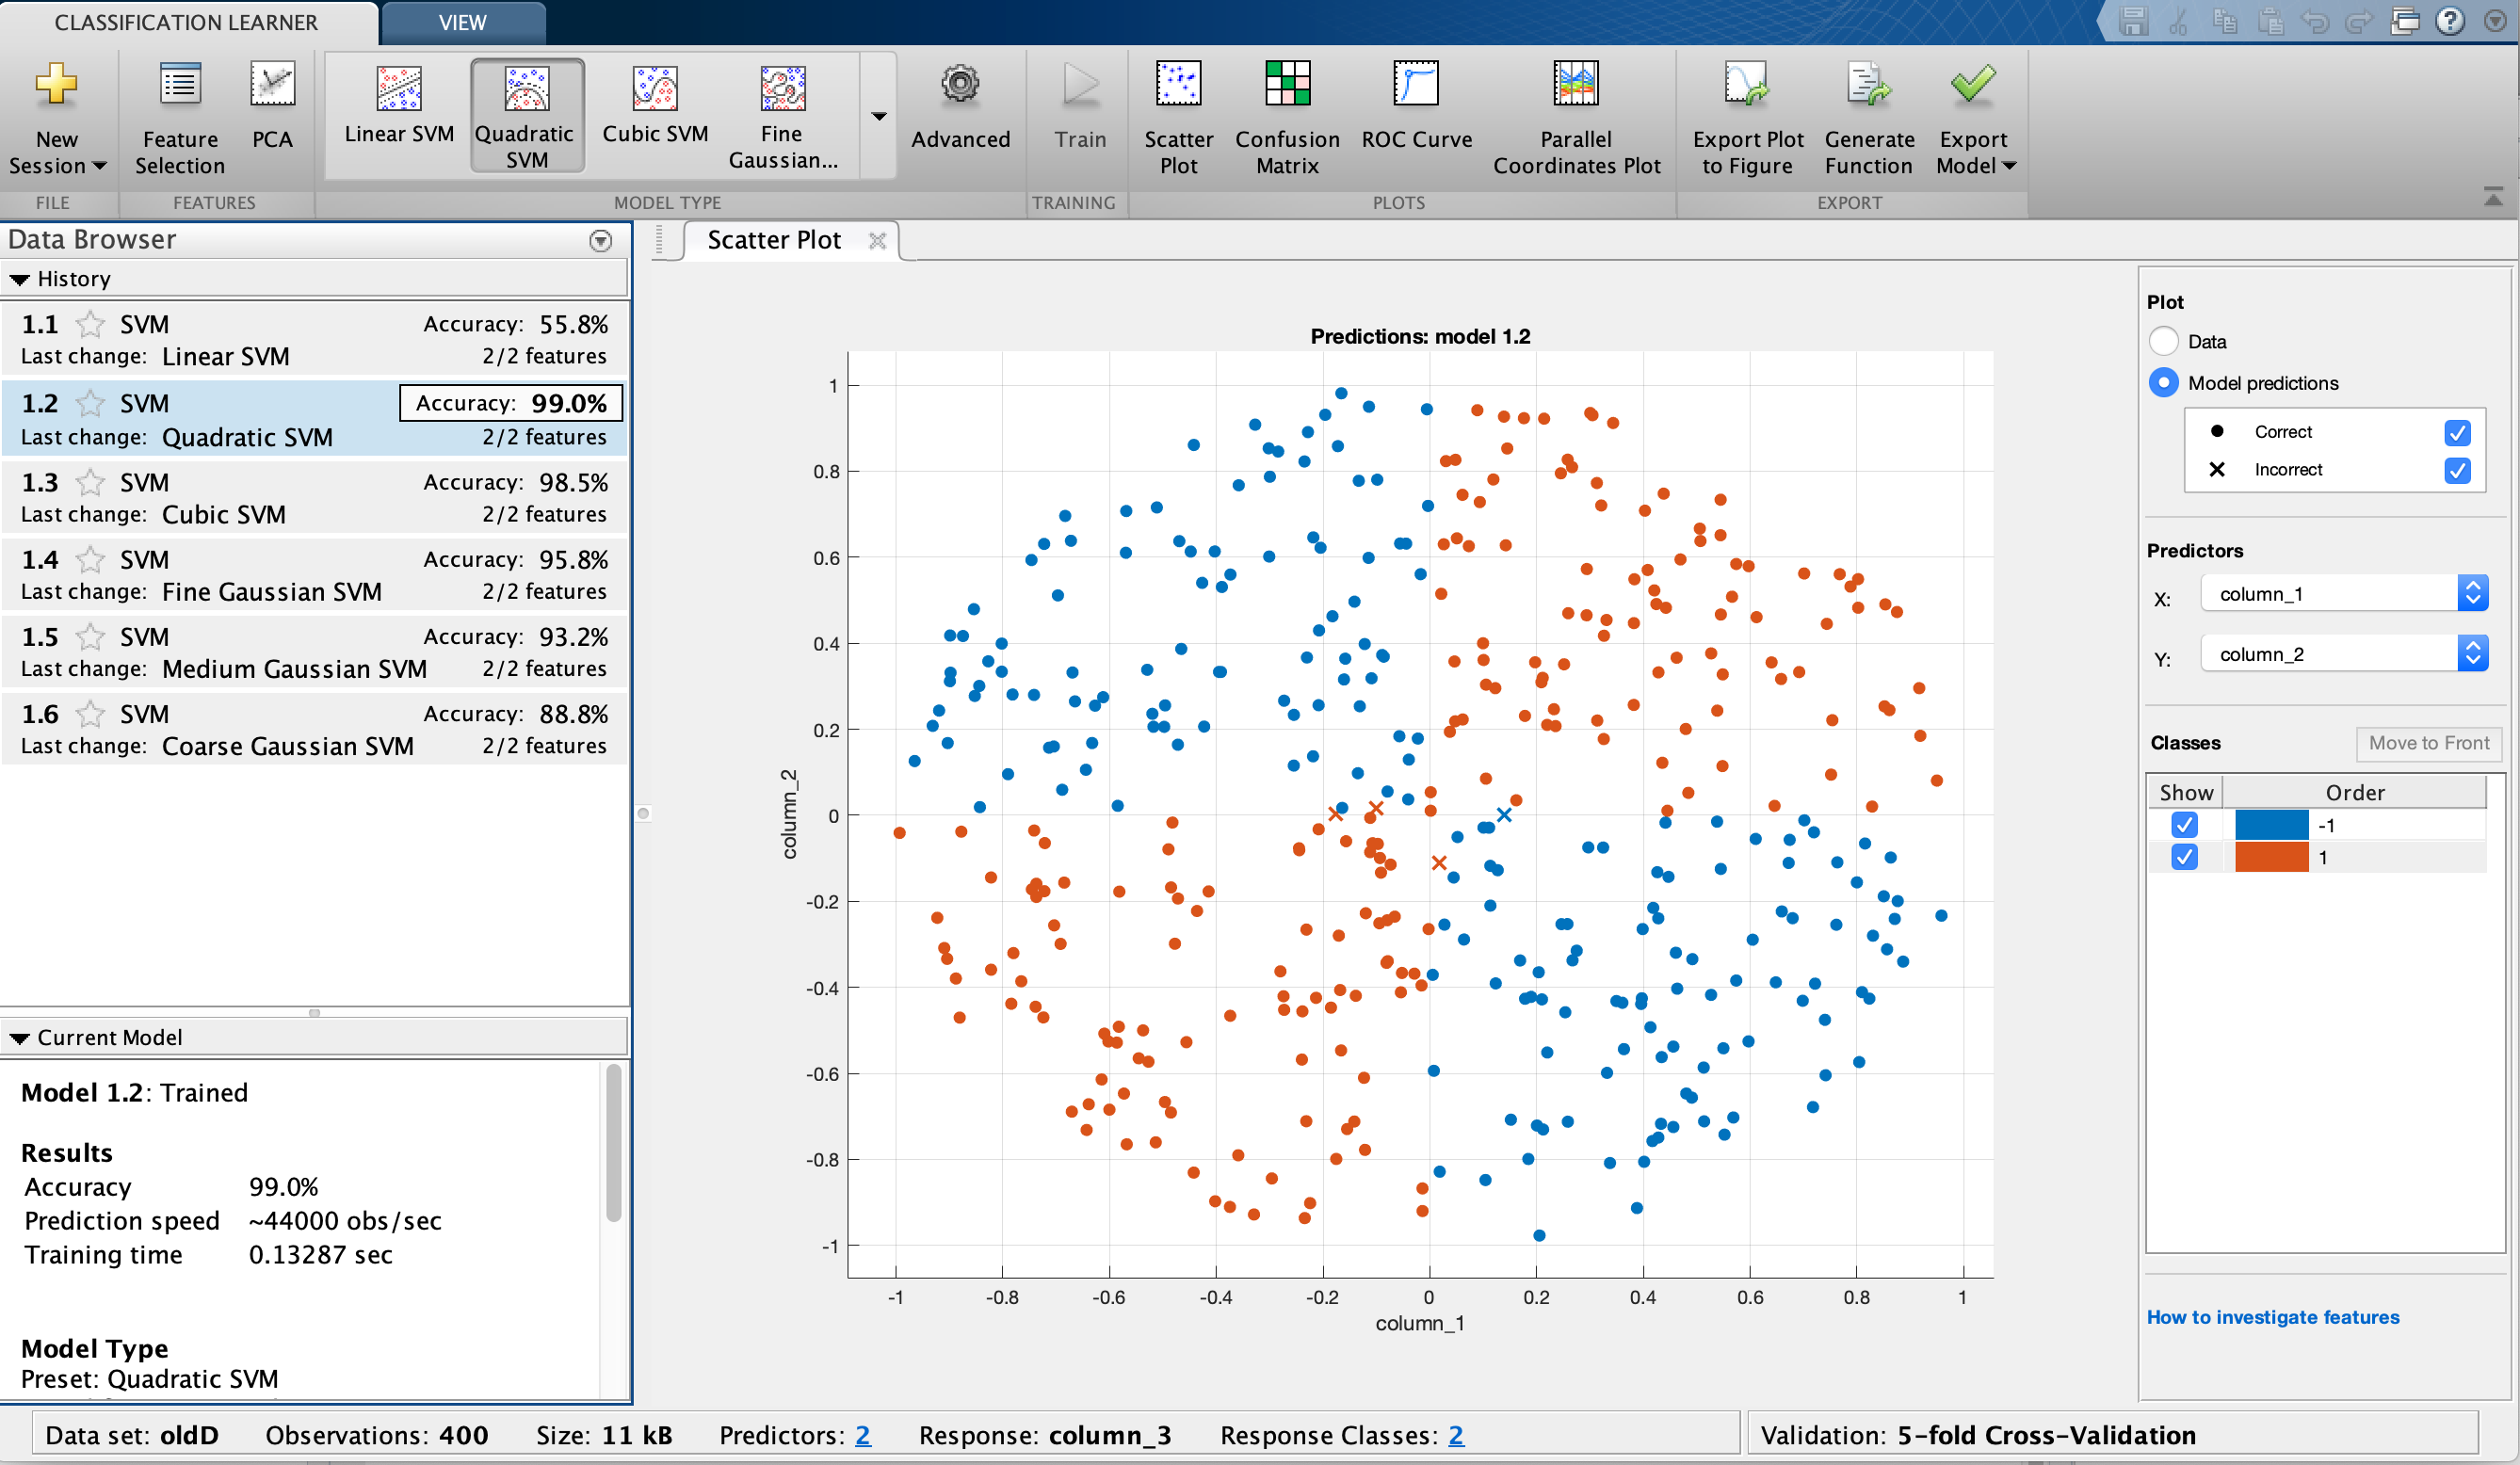 CLASSIFICATION LEARNER
VIEW
New Session
Feature Selection
PCA
Linear SVM
Quadratic SVM
Cubic SVM
Fine Gaussian...
Advanced
Train
Scatter Plot
Confusion Matrix
ROC Curve
Parallel Coordinates Plot
Export Plot to Figure
Generate Function
Export Model
FILE
FEATURES
MODEL TYPE
TRAINING
PLOTS
EXPORT
Data Browser
History
1.1 SVM Accuracy: 55.8%
Last change: Linear SVM 2/2 features
1.2 SVM Accuracy: 99.0%
Last change: Quadratic SVM 2/2 features
1.3 SVM Accuracy: 98.5%
Last change: Cubic SVM 2/2 features
1.4 SVM Accuracy: 95.8%
Last change: Fine Gaussian SVM 2/2 features
1.5 SVM Accuracy: 93.2%
Last change: Medium Gaussian SVM 2/2 features
1.6 SVM Accuracy: 88.8%
Last change: Coarse Gaussian SVM 2/2 features
Current Model
Model 1.2: Trained
Results
Accuracy 99.0%
Prediction speed ~44000 obs/sec
Training time 0.13287 sec
Model Type
Preset: Quadratic SVM
Scatter Plot
Predictions: model 1.2
1
0.8
0.6
0.4
0.2
0
-0.2
-0.4
-0.6
-0.8
-1
column_2
-1 -0.8 -0.6 -0.4 -0.2 0 0.2 0.4 0.6 0.8 1
column_1
Plot
Data
Model predictions
Correct
Incorrect
Predictors
X: column_1
Y: column_2
Classes
Move to Front
Show Order
-1
1
How to investigate features
Data set: oldD Observations: 400 Size: 11 kB Predictors: 2 Response: column_3 Response Classes: 2
Validation: 5-fold Cross-Validation